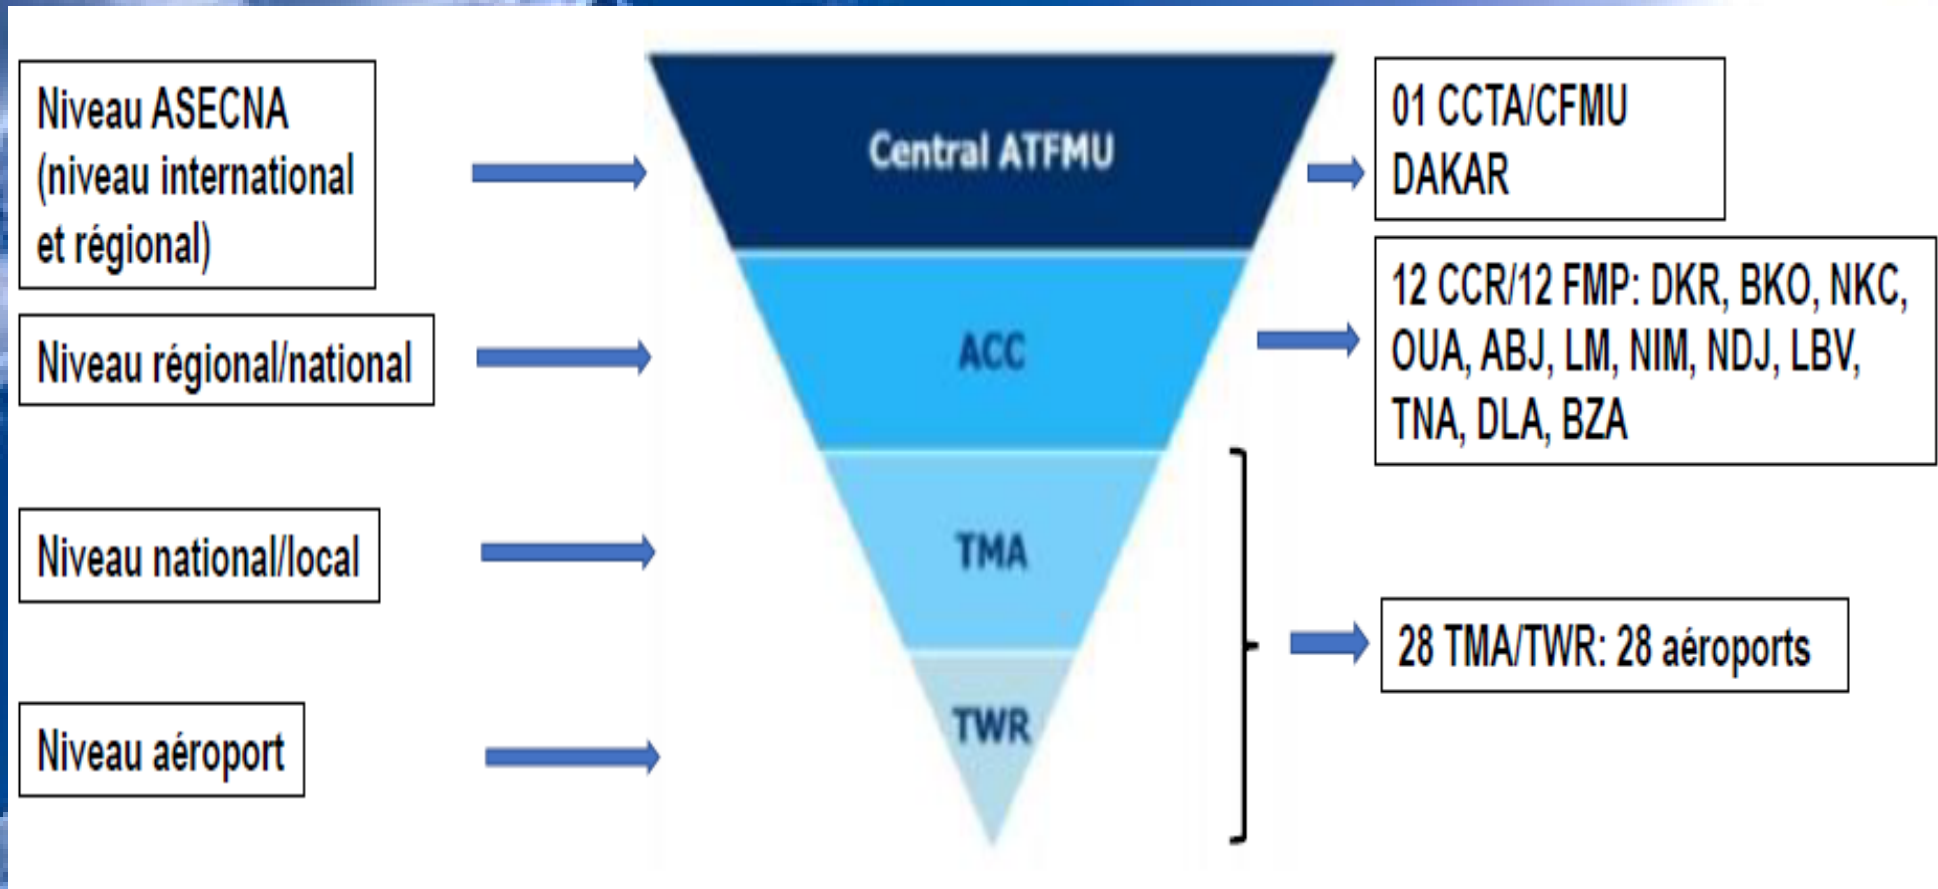 Niveau ASECNA
(niveau international
et régional)
Central ATFMU
01 CCTA/CFMU
DAKAR
Niveau régional/national
ACC
12 CCR/12 FMP: DKR, BKO, NKC,
OUA, ABJ, LM, NIM, NDJ, LBV,
TNA, DLA, BZA
Niveau national/local
TMA
28 TMA/TWR: 28 aéroports
Niveau aéroport
TWR